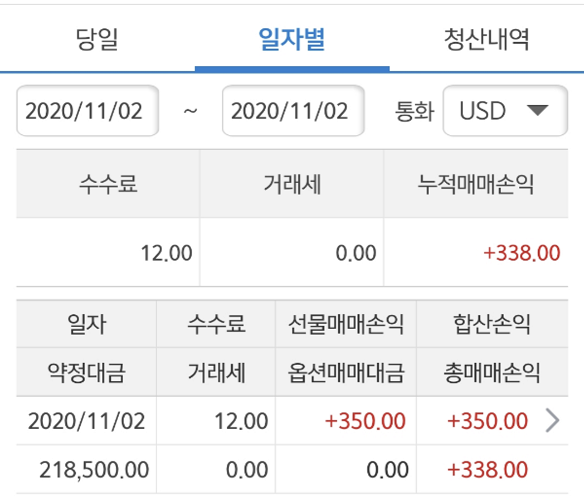 당일 일자별 청산내역
2020/11/02 ~ 2020/11/02 통화 USD
수수료 거래세 누적매매손익
12.00 0.00 +338.00
일자 수수료 선물매매손익 합산손익
약정대금 거래세 옵션매매대금 총매매손익
2020/11/02 12.00 +350.00 +350.00
218,500.00 0.00 0.00 +338.00